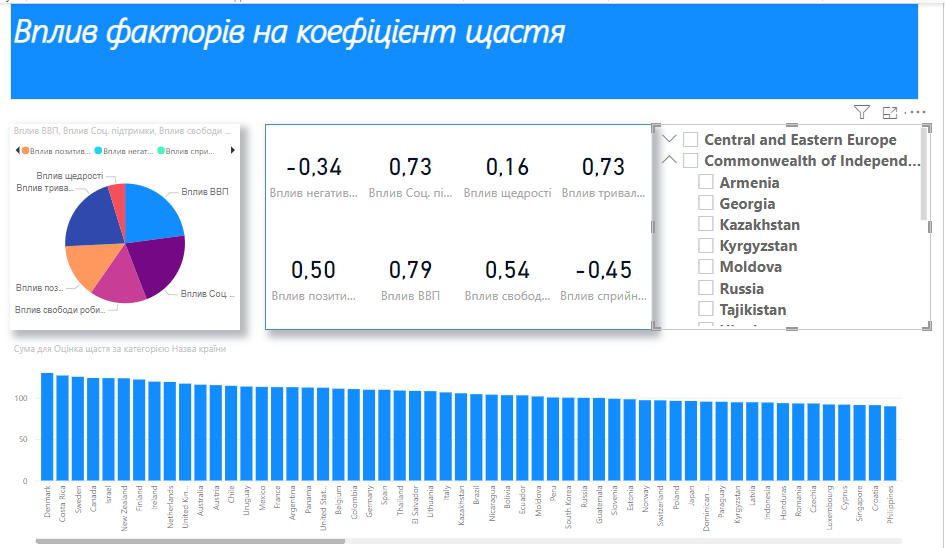 Вплив факторів на коефіцієнт щастя
Вплив ВВП, Вплив Соц. підтримки, Вплив свободи ...
Вплив позитив... Вплив негат... Вплив спри...
Вплив щедрості
Вплив трива...
Вплив ВВП
Вплив поз...
Вплив Соц. ...
Вплив свободи роби...
-0,34 0,73 0,16 0,73
Вплив негатив... Вплив Соц. пі... Вплив щедрості Вплив тривал...
0,50 0,79 0,54 -0,45
Вплив позити... Вплив ВВП Вплив свобод... Вплив сприйн...
Central and Eastern Europe
Commonwealth of Independ...
Armenia
Georgia
Kazakhstan
Kyrgyzstan
Moldova
Russia
Tajikistan
Сума для Оцінка щастя за категорією Назва країни
100
50
0
Denmark
Costa Rica
Sweden
Canada
Israel
New Zealand
Finland
Ireland
Netherlands
United Kin...
Australia
Austria
Chile
Uruguay
Mexico
France
Argentina
Panama
United Stat...
Belgium
Colombia
Germany
Spain
Thailand
El Salvador
Lithuania
Italy
Kazakhstan
Brazil
Nicaragua
Bolivia
Ecuador
Moldova
Peru
South Korea
Russia
Guatemala
Slovenia
Estonia
Norway
Switzerland
Poland
Japan
Dominican ...
Paraguay
Kyrgyzstan
Latvia
Indonesia
Honduras
Romania
Czechia
Luxembourg
Cyprus
Singapore
Croatia
Philippines